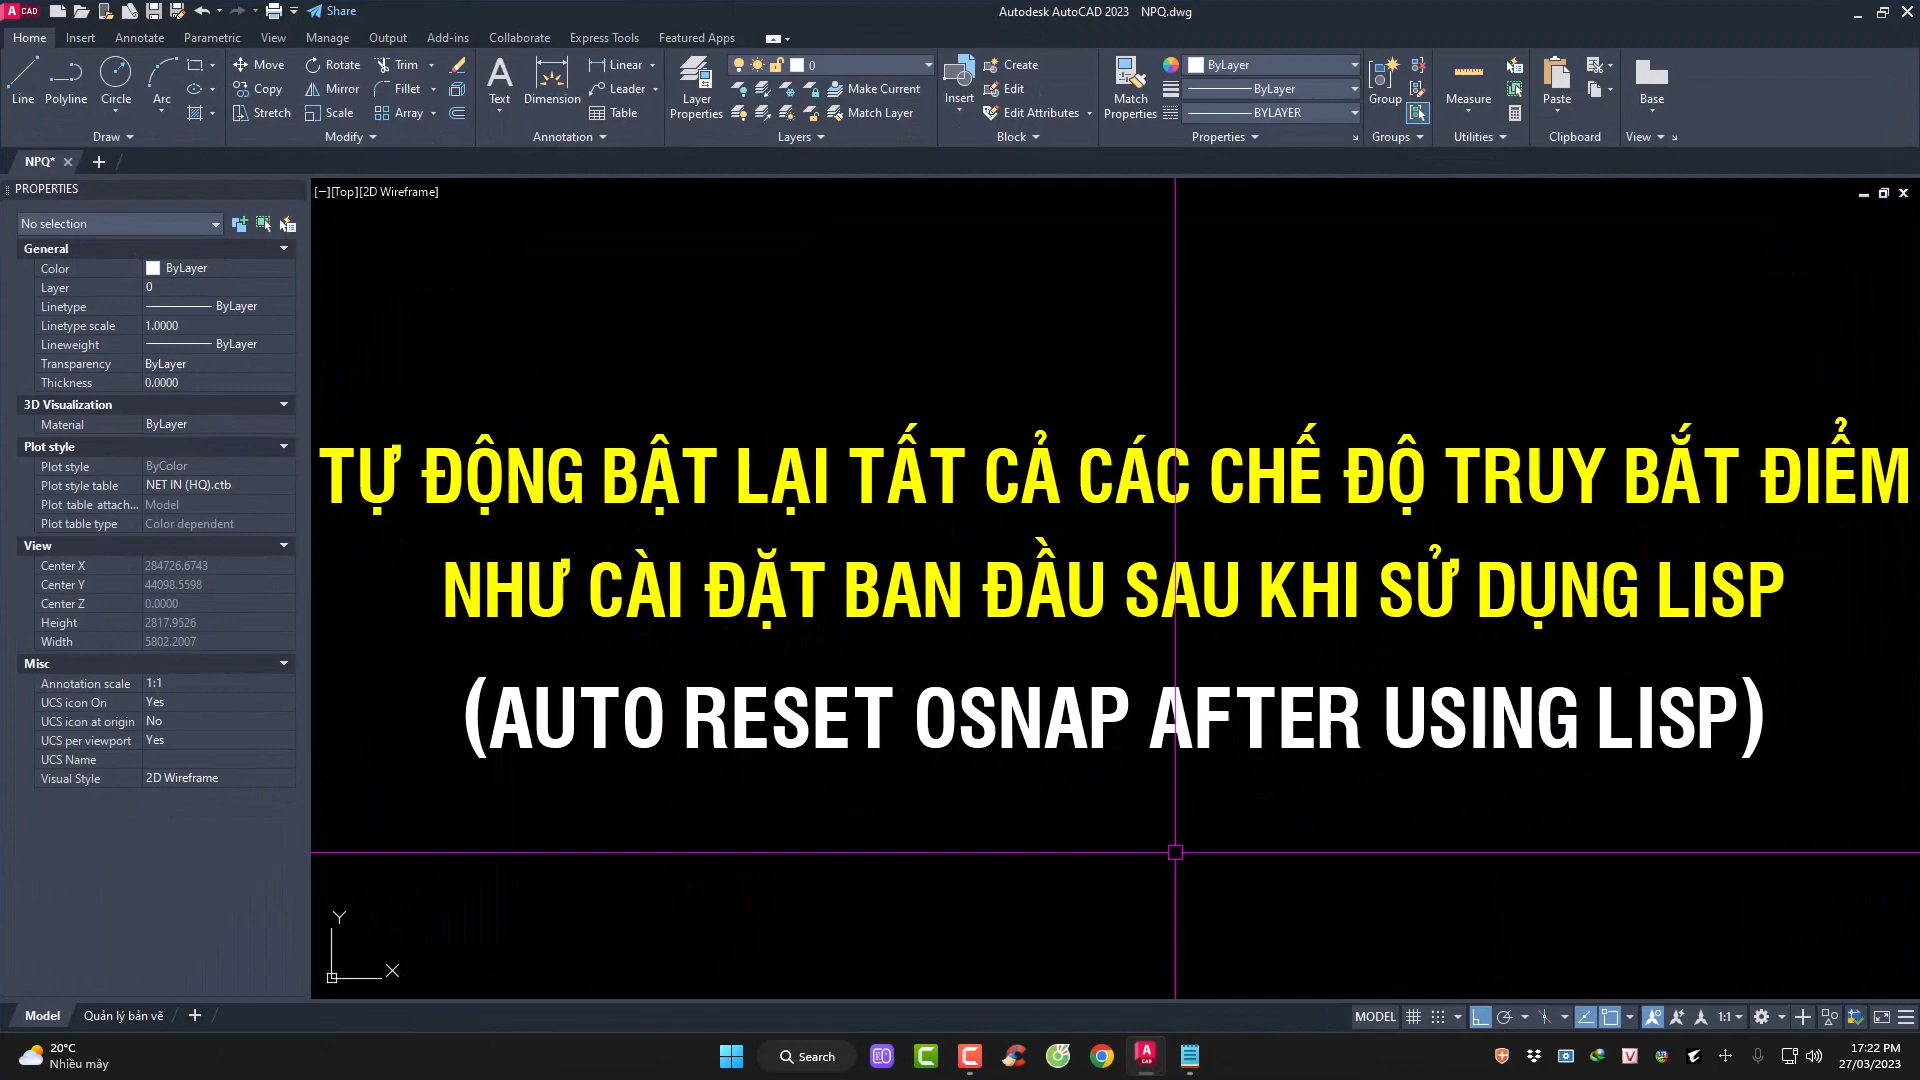 CAD
Share
Autodesk AutoCAD 2023 NPQ.dwg
Home Insert Annotate Parametric View Manage Output Add-ins Collaborate Express Tools Featured Apps
Line Polyline Circle Arc
Draw
Move Rotate Trim
Copy Mirror Fillet
Stretch Scale Array
Modify
Text Dimension
Linear
Leader
Table
Annotation
Layer Properties
0
Make Current
Match Layer
Layers
Insert
Create
Edit
Edit Attributes
Block
Match Properties
ByLayer
ByLayer
BYLAYER
Properties
Group
Groups
Measure
Utilities
Paste
Clipboard
Base
View
NPQ*
PROPERTIES
No selection
General
Color ByLayer
Layer 0
Linetype ByLayer
Linetype scale 1.0000
Lineweight ByLayer
Transparency ByLayer
Thickness 0.0000
3D Visualization
Material ByLayer
Plot style
Plot style ByColor
Plot style table NET IN (HQ).ctb
Plot table attach... Model
Plot table type Color dependent
View
Center X 284726.6743
Center Y 44098.5598
Center Z 0.0000
Height 2817.9526
Width 5802.2007
Misc
Annotation scale 1:1
UCS icon On Yes
UCS icon at origin No
UCS per viewport Yes
UCS Name
Visual Style 2D Wireframe
[−][Top][2D Wireframe]
TỰ ĐỘNG BẬT LẠI TẤT CẢ CÁC CHẾ ĐỘ TRUY BẮT ĐIỂM
NHƯ CÀI ĐẶT BAN ĐẦU SAU KHI SỬ DỤNG LISP
(AUTO RESET OSNAP AFTER USING LISP)
Y
X
Model Quản lý bản vẽ
MODEL 1:1
20°C
Nhiều mây
Search
17:22 PM
27/03/2023